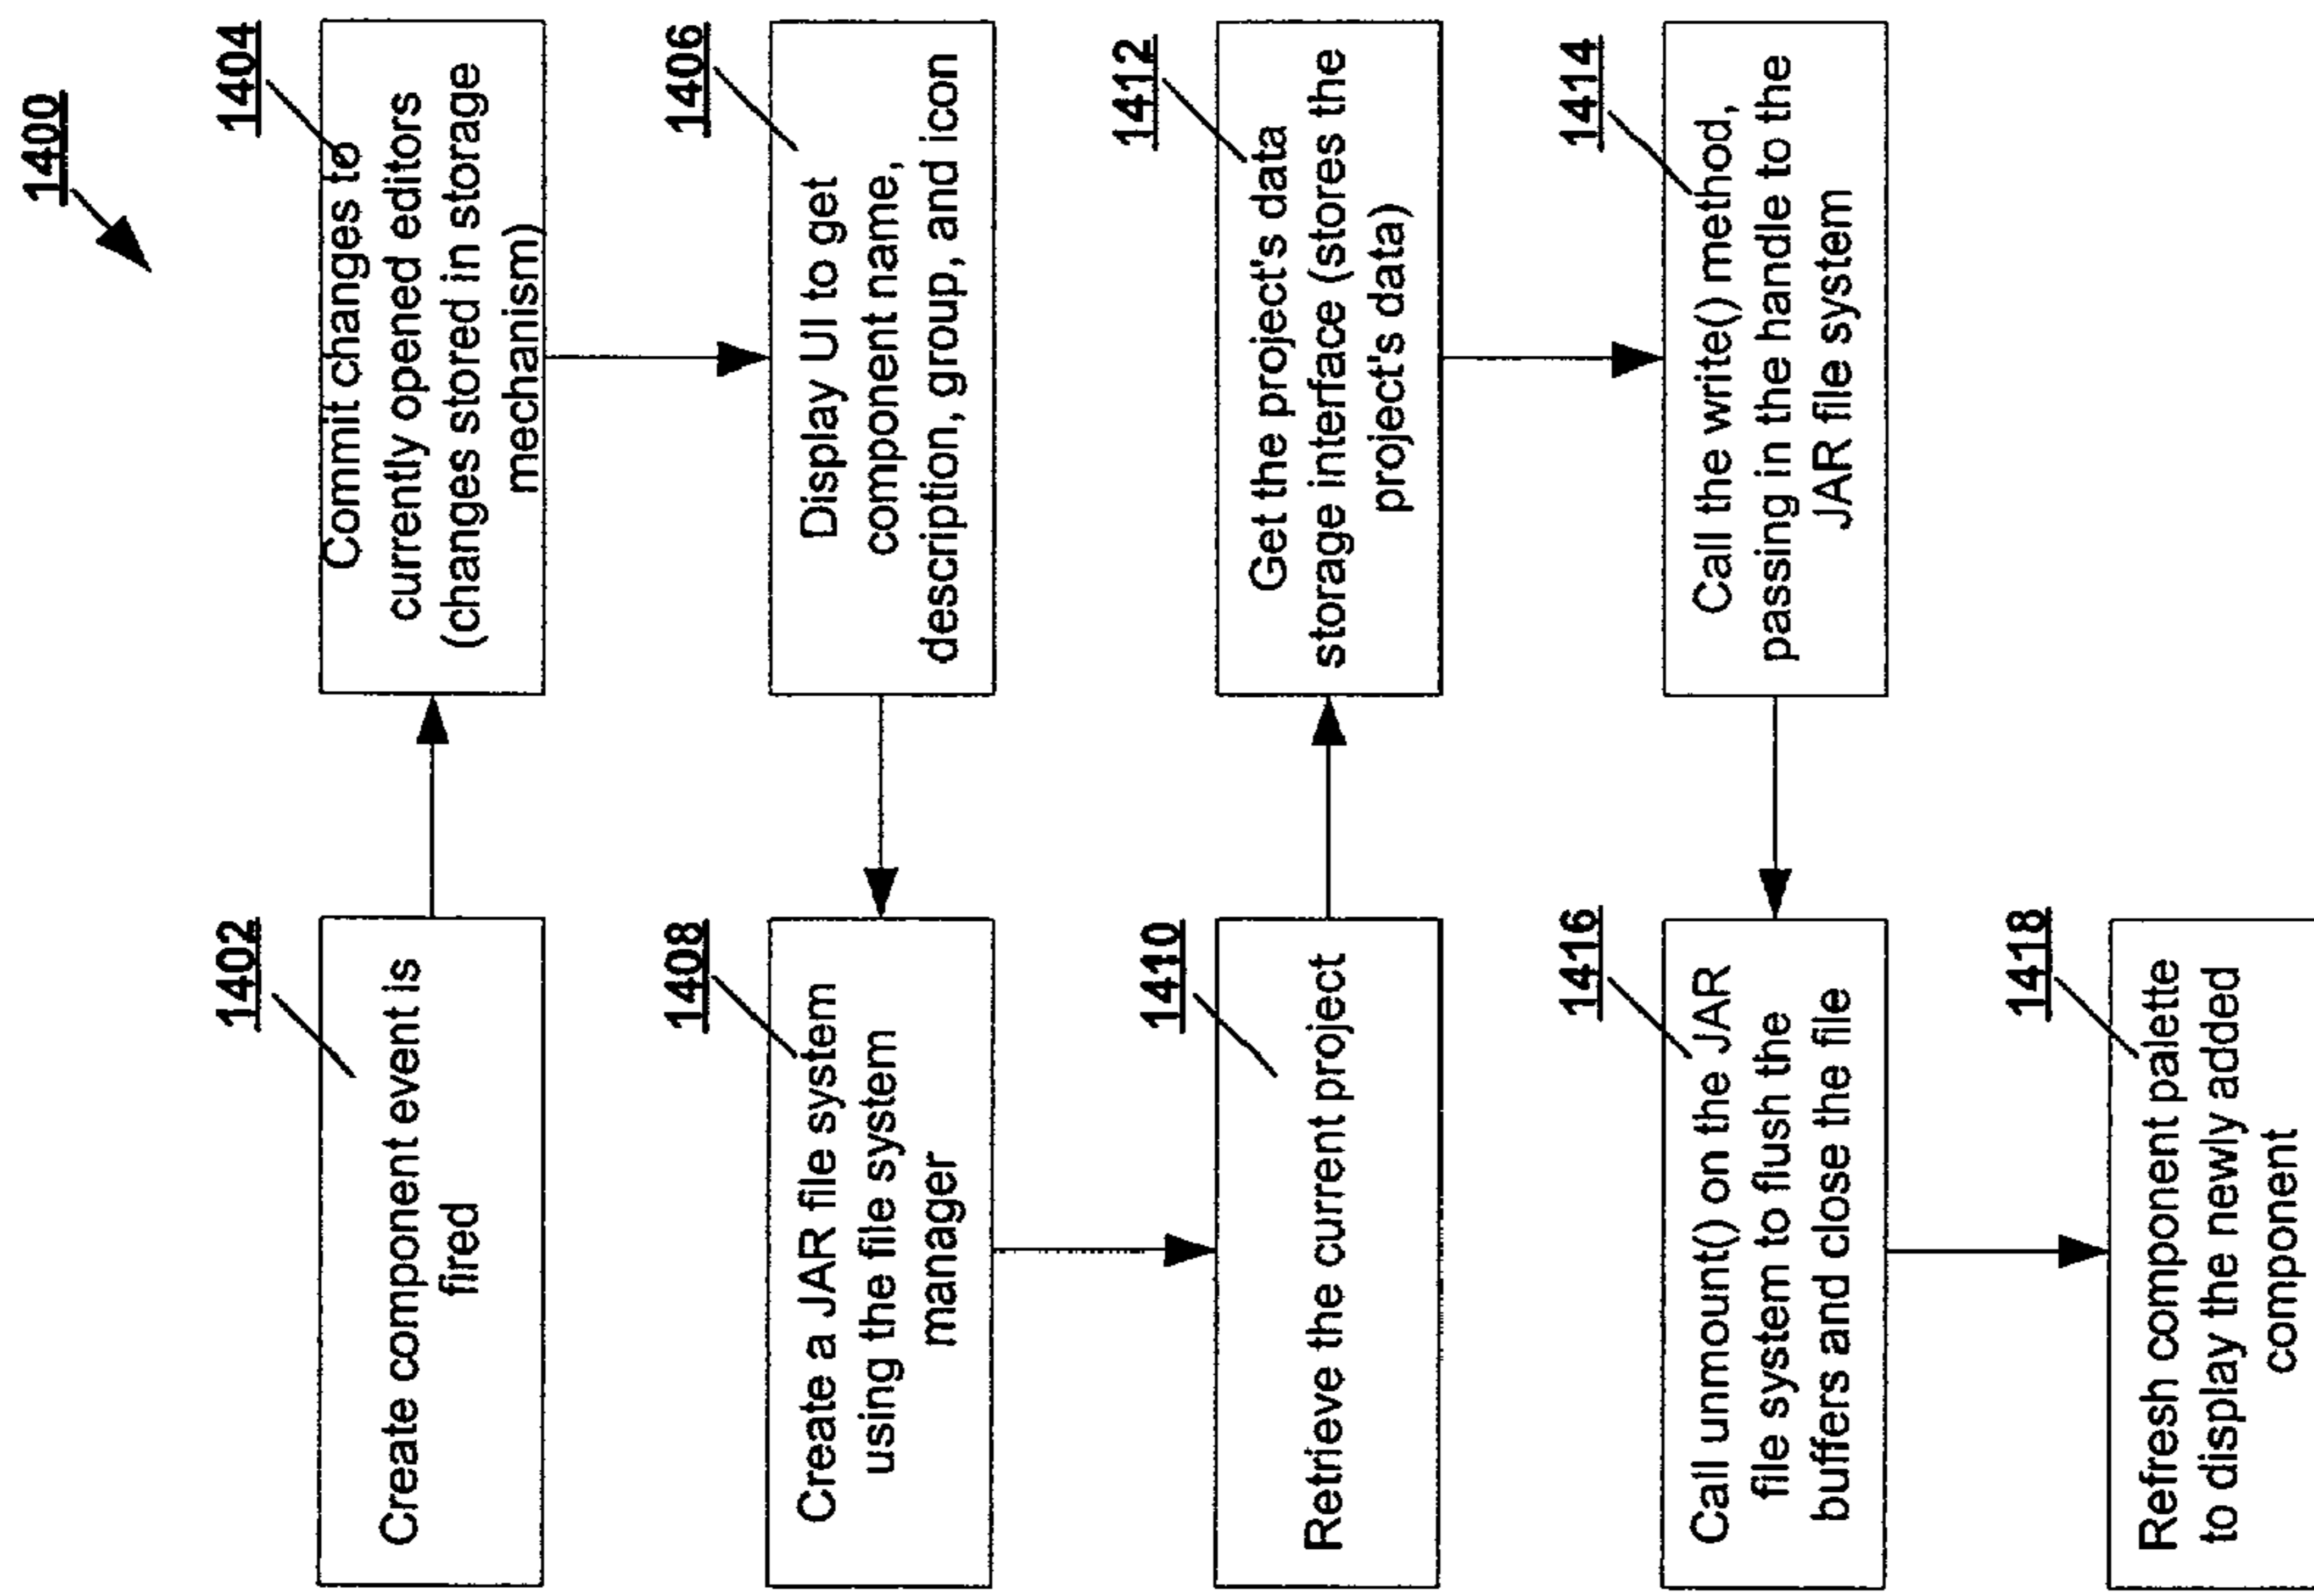 1400
1402
Create component event is
fired
1404
Commit changes to
currently opened editors
(changes stored in storage
mechanism)
1406
Display UI to get
component name,
description, group, and icon
1408
Create a JAR file system
using the file system
manager
1410
Retrieve the current project
1412
Get the project's data
storage interface (stores the
project's data)
1414
Call the write() method,
passing in the handle to the
JAR file system
1416
Call unmount() on the JAR
file system to flush the
buffers and close the file
1418
Refresh component palette
to display the newly added
component